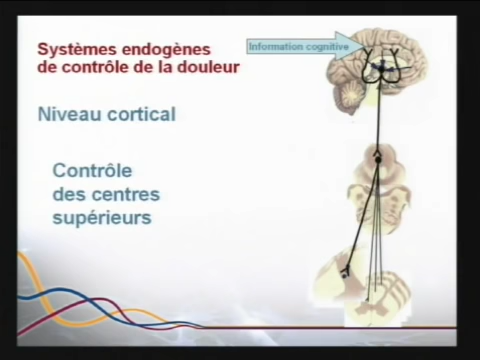 Systèmes endogènes
de contrôle de la douleur
Information cognitive
Niveau cortical
Contrôle
des centres
supérieurs